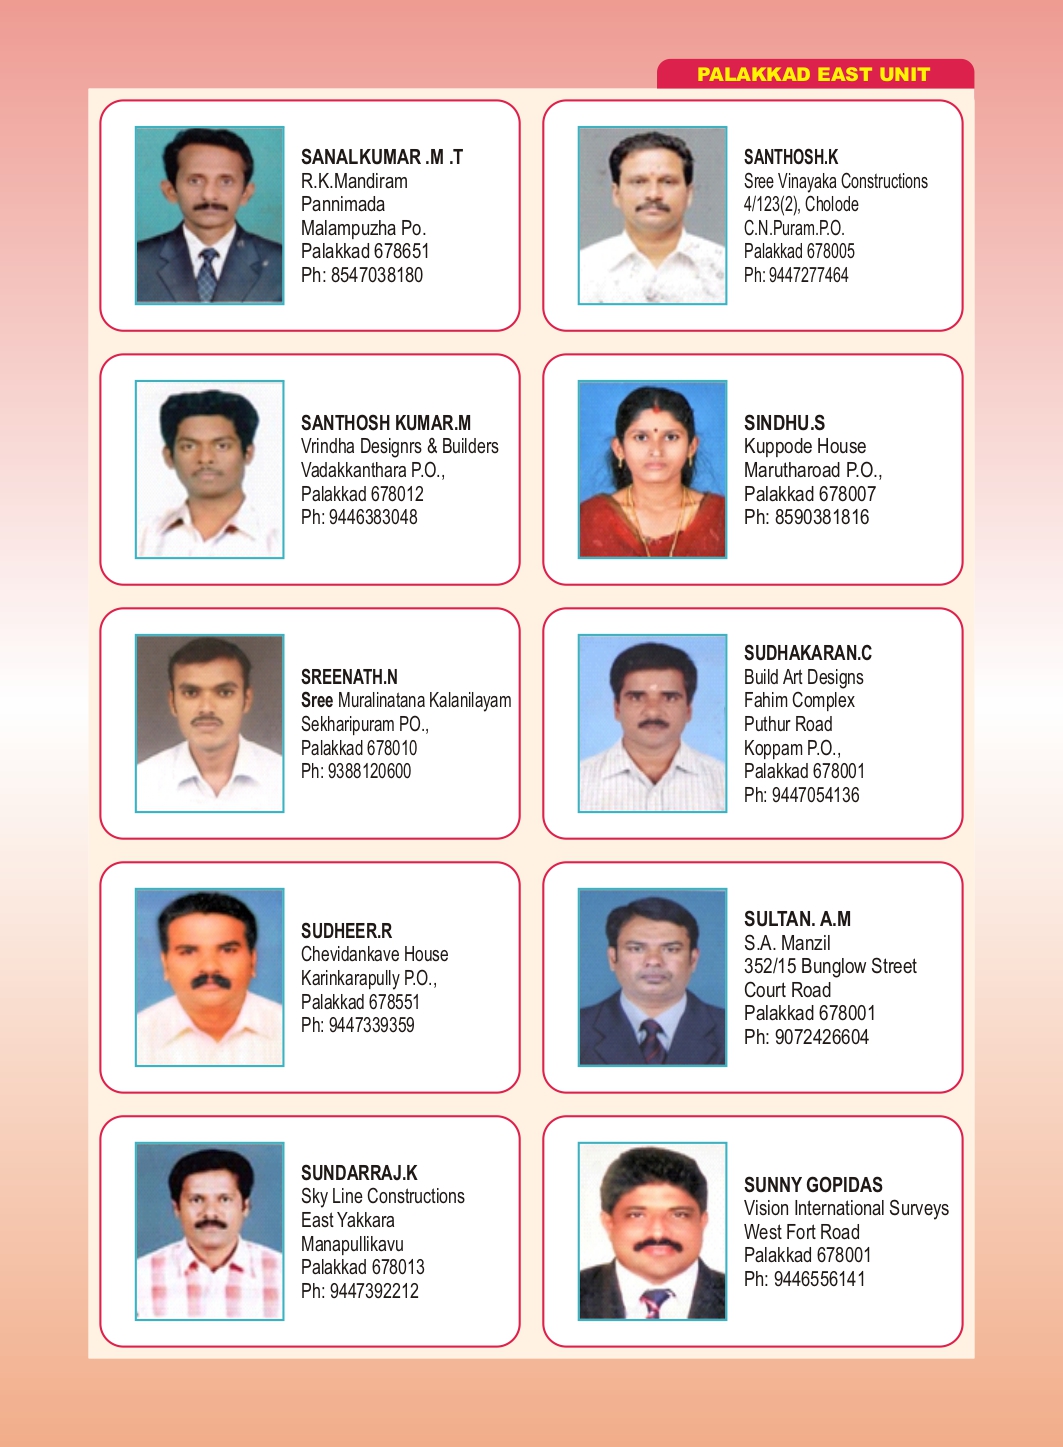 PALAKKAD EAST UNIT
SANALKUMAR .M .T
R.K.Mandiram
Pannimada
Malampuzha Po.
Palakkad 678651
Ph: 8547038180
SANTHOSH.K
Sree Vinayaka Constructions
4/123(2), Cholode
C.N.Puram.P.O.
Palakkad 678005
Ph: 9447277464
SANTHOSH KUMAR.M
Vrindha Designrs & Builders
Vadakkanthara P.O.,
Palakkad 678012
Ph: 9446383048
SINDHU.S
Kuppode House
Marutharoad P.O.,
Palakkad 678007
Ph: 8590381816
SREENATH.N
Sree Muralinatana Kalanilayam
Sekharipuram PO.,
Palakkad 678010
Ph: 9388120600
SUDHAKARAN.C
Build Art Designs
Fahim Complex
Puthur Road
Koppam P.O.,
Palakkad 678001
Ph: 9447054136
SUDHEER.R
Chevidankave House
Karinkarapully P.O.,
Palakkad 678551
Ph: 9447339359
SULTAN. A.M
S.A. Manzil
352/15 Bunglow Street
Court Road
Palakkad 678001
Ph: 9072426604
SUNDARRAJ.K
Sky Line Constructions
East Yakkara
Manapullikavu
Palakkad 678013
Ph: 9447392212
SUNNY GOPIDAS
Vision International Surveys
West Fort Road
Palakkad 678001
Ph: 9446556141